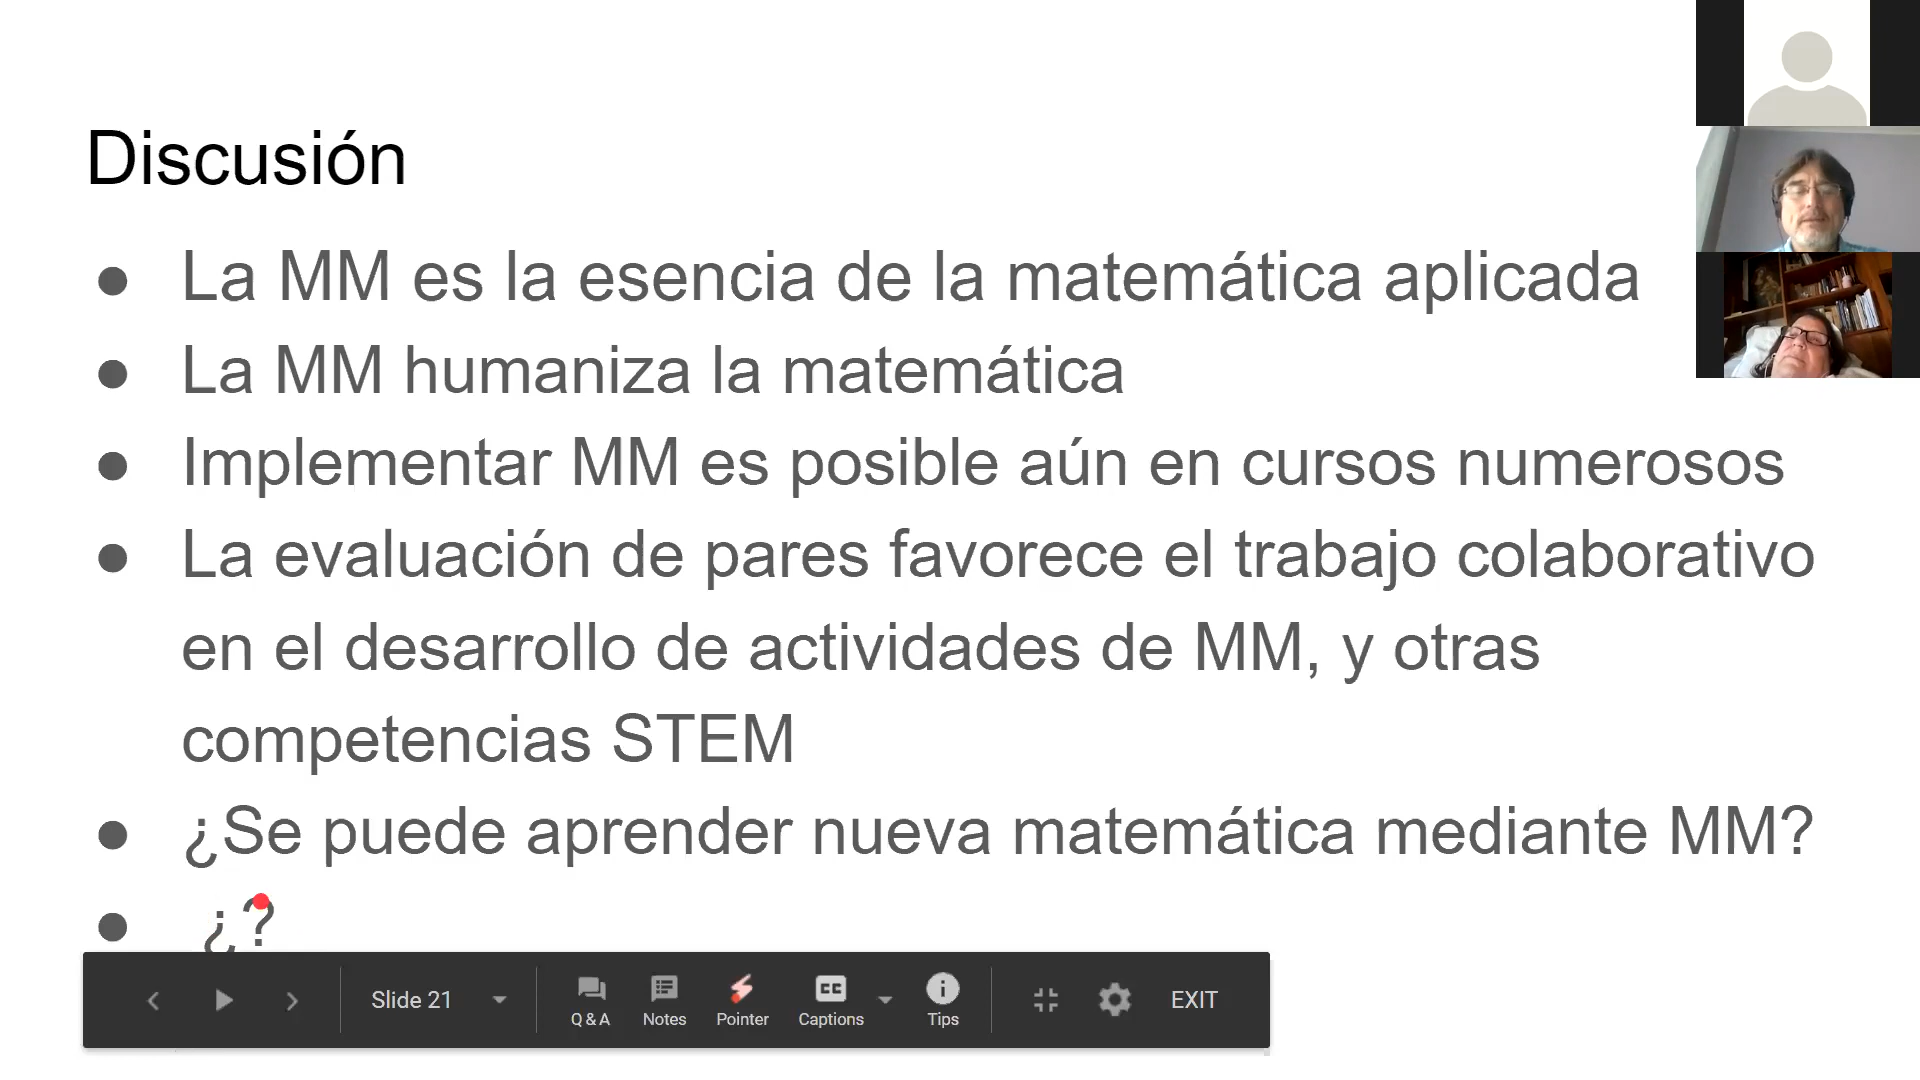 Discusión
● La MM es la esencia de la matemática aplicada
● La MM humaniza la matemática
● Implementar MM es posible aún en cursos numerosos
● La evaluación de pares favorece el trabajo colaborativo
en el desarrollo de actividades de MM, y otras
competencias STEM
● ¿Se puede aprender nueva matemática mediante MM?
● ¿?
Slide 21 Q & A Notes Pointer CC Captions Tips EXIT